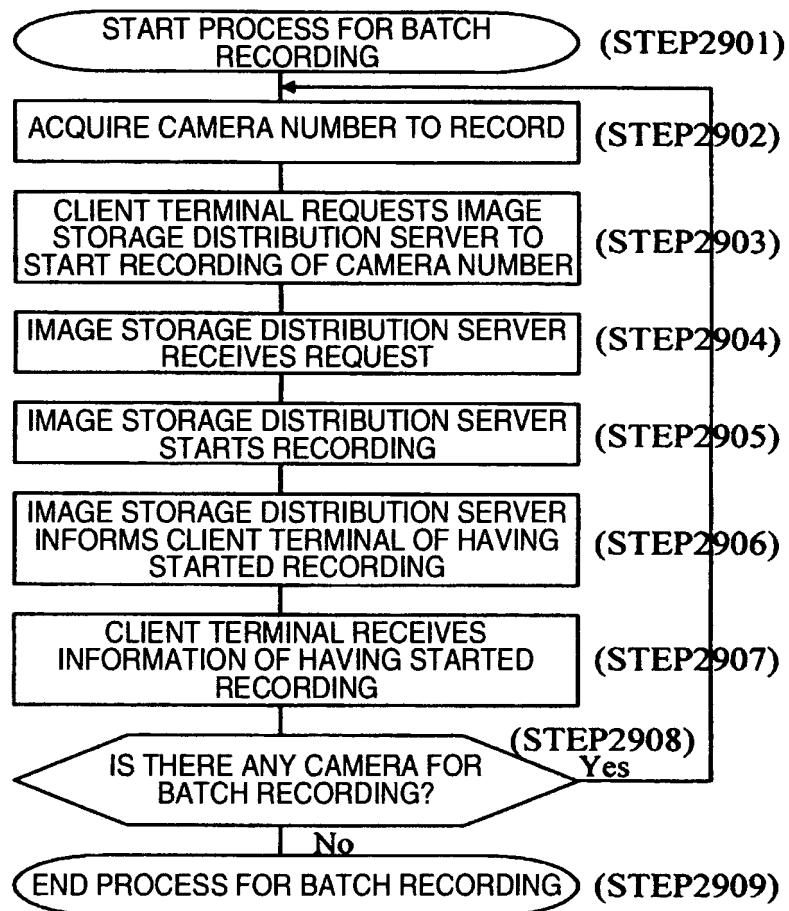 START PROCESS FOR BATCH
RECORDING
(STEP2901)
ACQUIRE CAMERA NUMBER TO RECORD
(STEP2902)
CLIENT TERMINAL REQUESTS IMAGE
STORAGE DISTRIBUTION SERVER TO
START RECORDING OF CAMERA NUMBER
(STEP2903)
IMAGE STORAGE DISTRIBUTION SERVER
RECEIVES REQUEST
(STEP2904)
IMAGE STORAGE DISTRIBUTION SERVER
STARTS RECORDING
(STEP2905)
IMAGE STORAGE DISTRIBUTION SERVER
INFORMS CLIENT TERMINAL OF HAVING
STARTED RECORDING
(STEP2906)
CLIENT TERMINAL RECEIVES
INFORMATION OF HAVING STARTED
RECORDING
(STEP2907)
(STEP2908)
IS THERE ANY CAMERA FOR
BATCH RECORDING?
Yes
No
END PROCESS FOR BATCH RECORDING
(STEP2909)